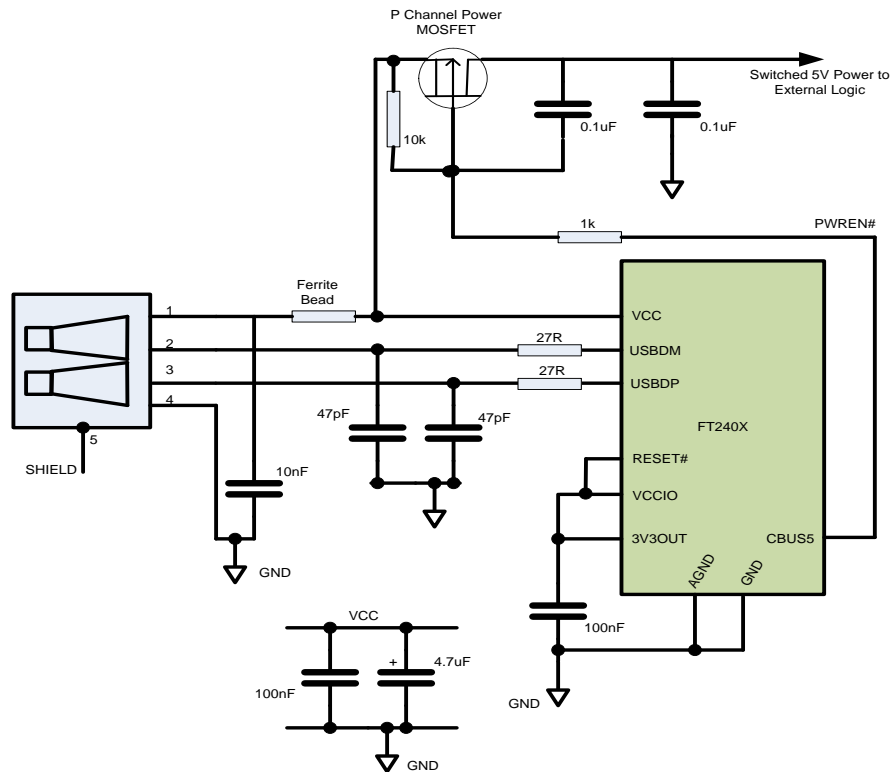 P Channel Power
MOSFET
Switched 5V Power to
External Logic
0.1uF
0.1uF
10k
1k
PWREN#
Ferrite
Bead
1
VCC
27R
2
USBDM
27R
3
USBDP
4
47pF
47pF
FT240X
5
SHIELD
10nF
RESET#
VCCIO
3V3OUT
CBUS5
AGND
GND
GND
100nF
VCC
+
4.7uF
100nF
GND
GND